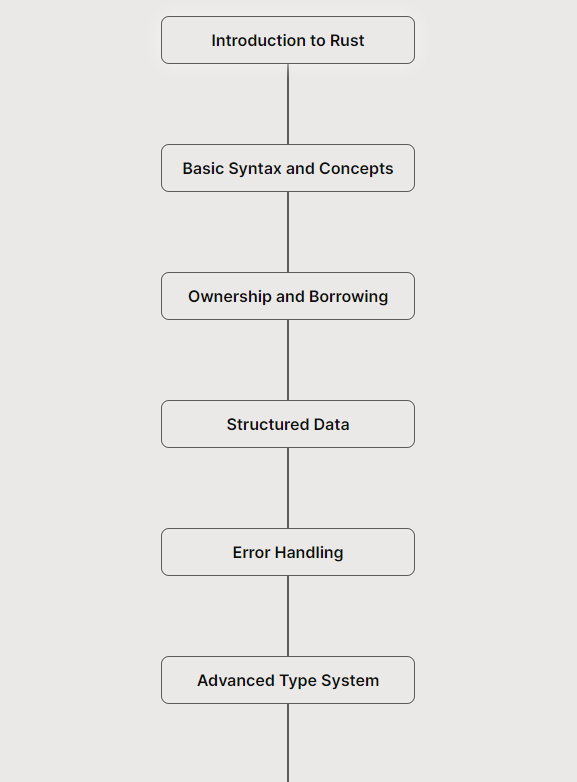 Introduction to Rust
Basic Syntax and Concepts
Ownership and Borrowing
Structured Data
Error Handling
Advanced Type System